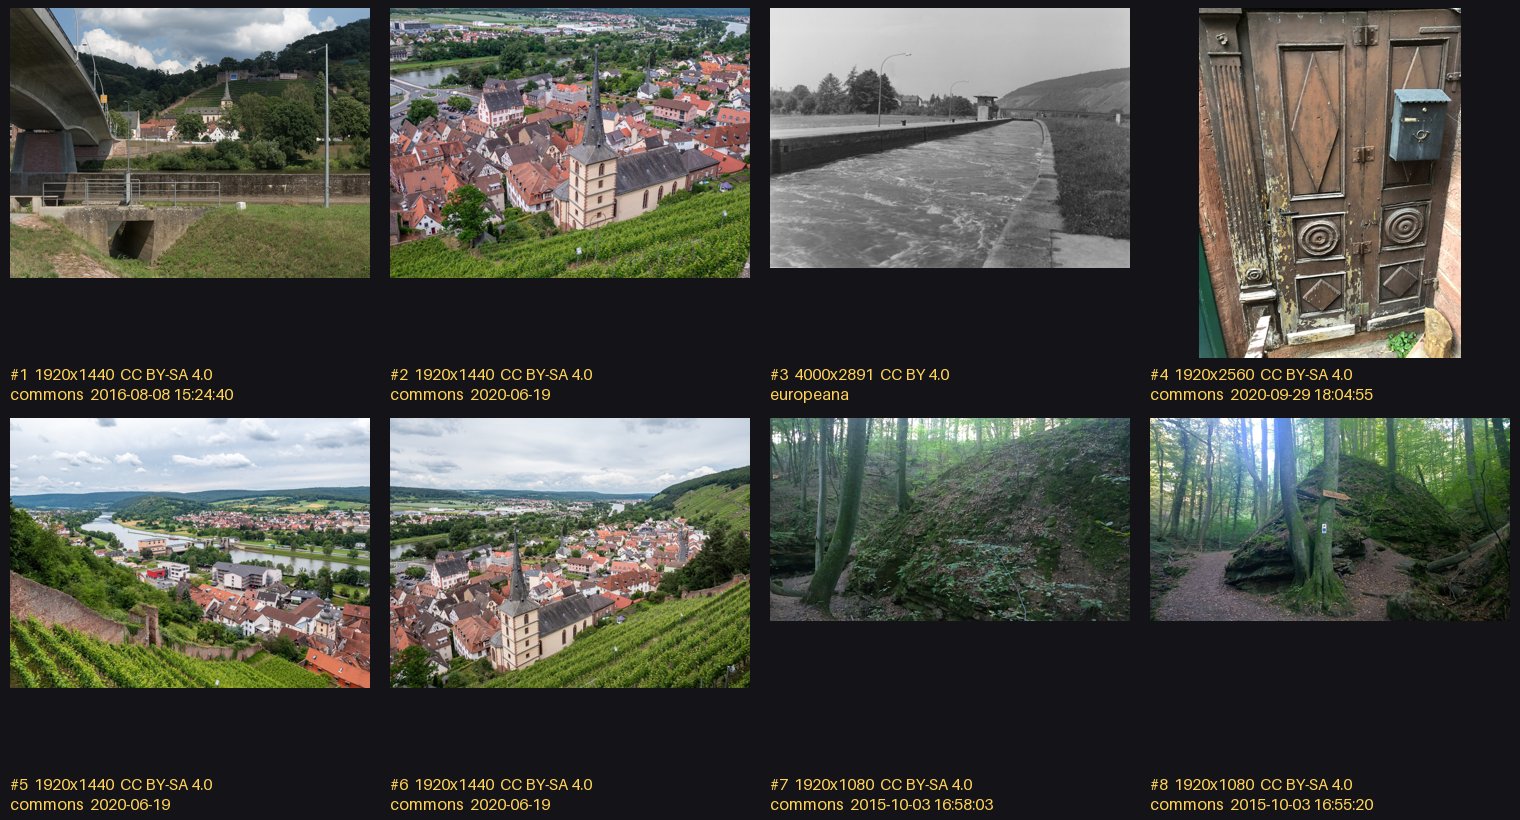 #1 1920x1440 CC BY-SA 4.0
commons 2016-08-08 15:24:40
#2 1920x1440 CC BY-SA 4.0
commons 2020-06-19
#3 4000x2891 CC BY 4.0
europeana
#4 1920x2560 CC BY-SA 4.0
commons 2020-09-29 18:04:55
#5 1920x1440 CC BY-SA 4.0
commons 2020-06-19
#6 1920x1440 CC BY-SA 4.0
commons 2020-06-19
#7 1920x1080 CC BY-SA 4.0
commons 2015-10-03 16:58:03
#8 1920x1080 CC BY-SA 4.0
commons 2015-10-03 16:55:20